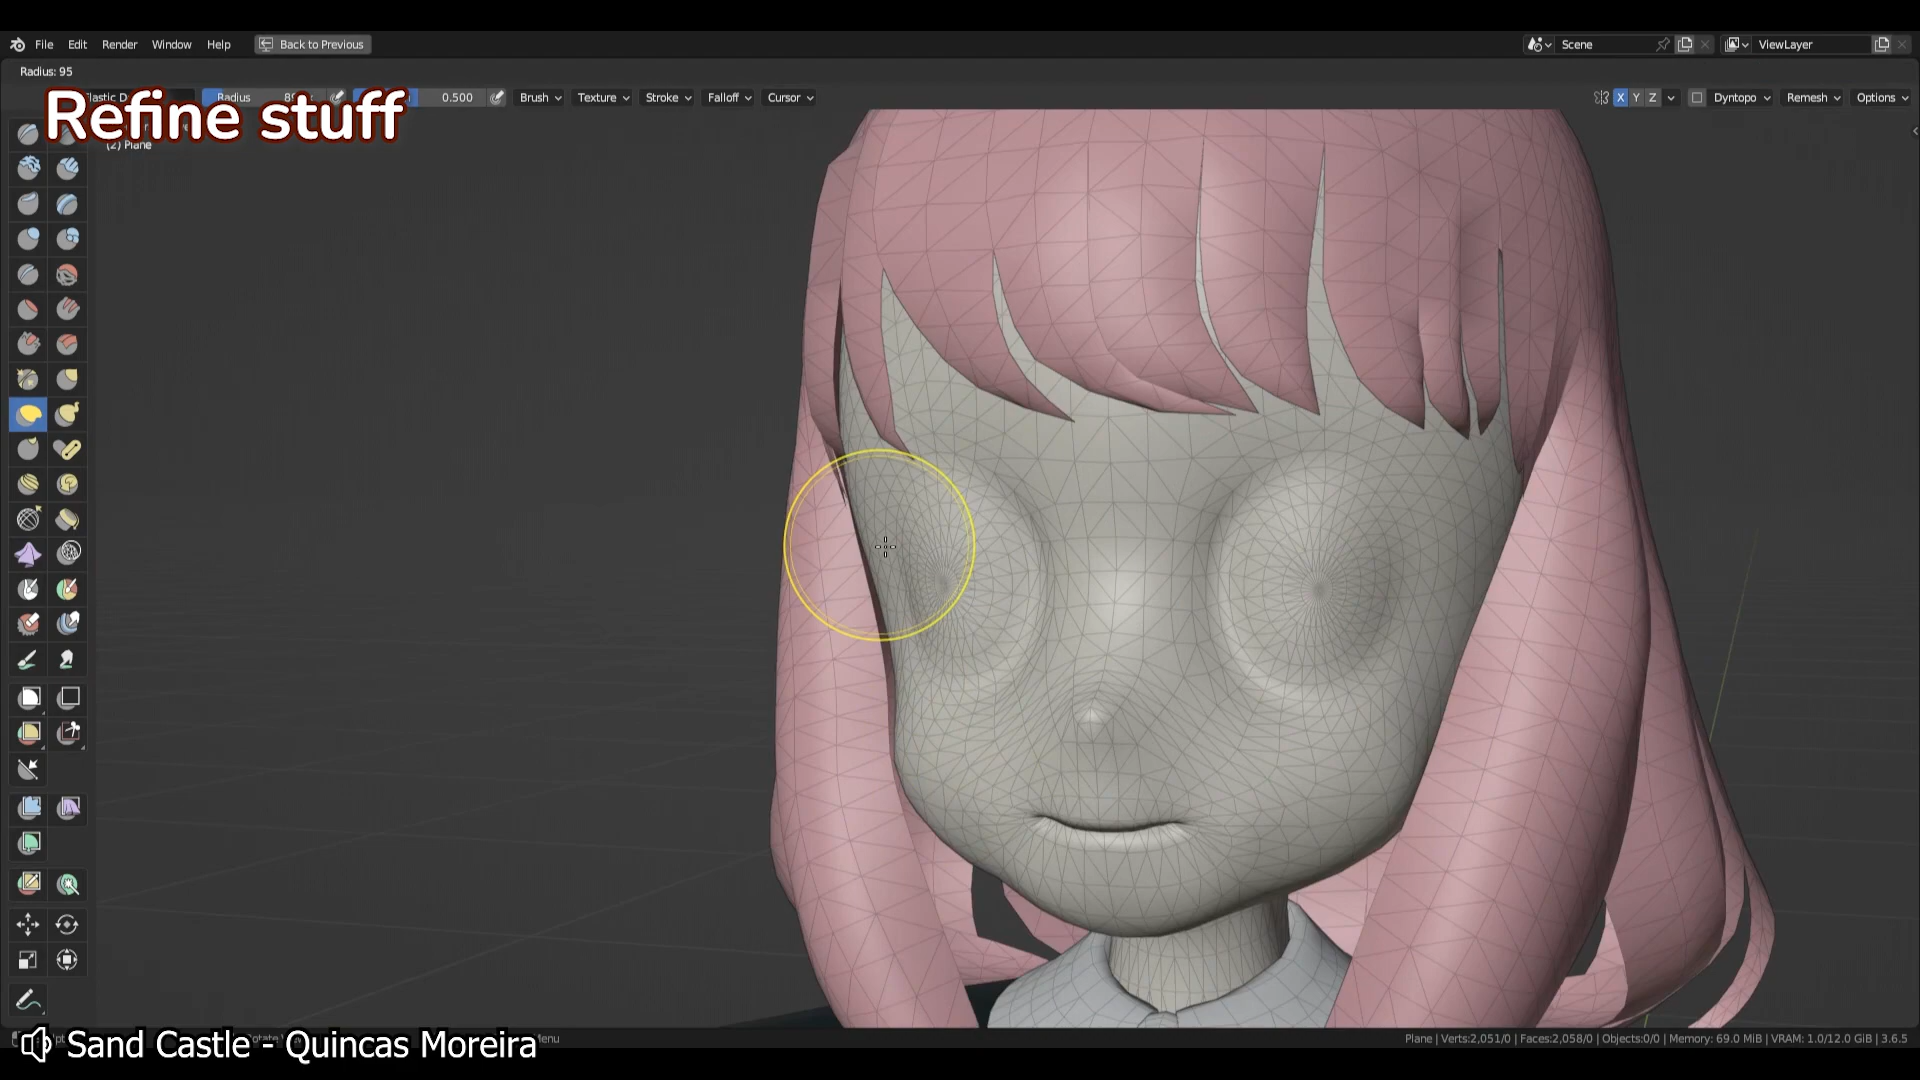 File Edit Render Window Help Back to Previous Scene ViewLayer
Radius: 95
Radius 0.500 Brush Texture Stroke Falloff Cursor X Y Z Dyntopo Remesh Options
Refine stuff
(2) Plane
Sand Castle - Quincas Moreira
Menu Plane | Verts:2,051/0 | Faces:2,058/0 | Objects:0/0 | Memory: 69.0 MiB | VRAM: 1.0/12.0 GiB | 3.6.5